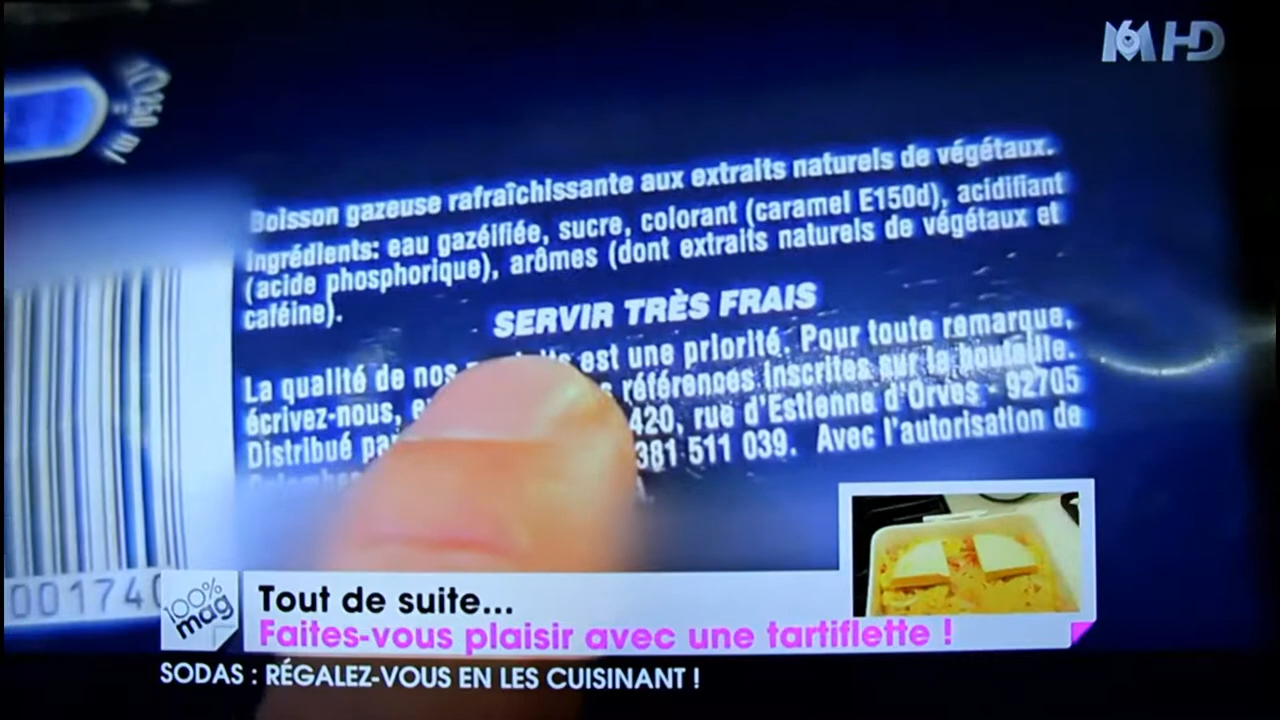 M6 HD
250 ml
Boisson gazeuse rafraîchissante aux extraits naturels de végétaux.
Ingrédients: eau gazéifiée, sucre, colorant (caramel E150d), acidifiant
(acide phosphorique), arômes (dont extraits naturels de végétaux et
caféine).
SERVIR TRÈS FRAIS
La qualité de nos est une priorité. Pour toute remarque,
écrivez-nous, références inscrites sur la bouteille.
Distribué par 420, rue d'Estienne d'Orves - 92705
381 511 039. Avec l'autorisation de
00174
100% mag
Tout de suite...
Faites-vous plaisir avec une tartiflette !
SODAS : RÉGALEZ-VOUS EN LES CUISINANT !